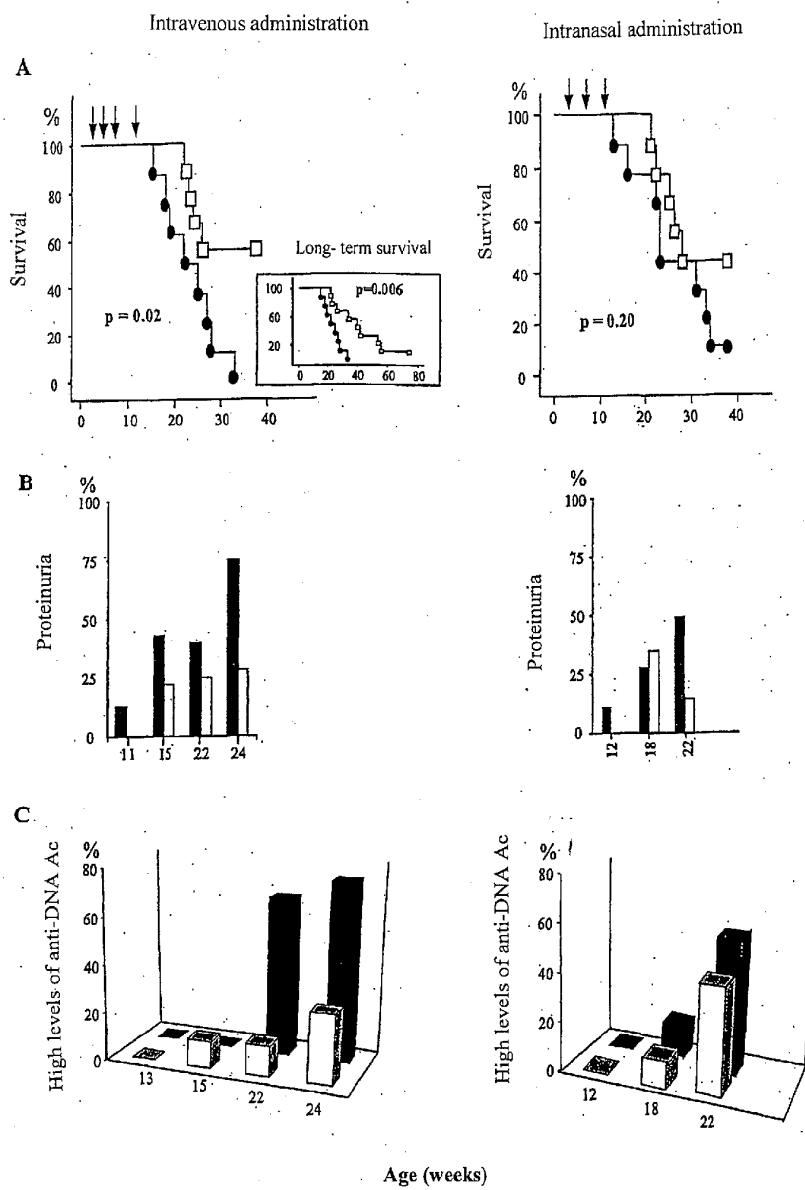 Intravenous administration
Intranasal administration
A
%
100
80
60
40
20
0
Survival
p = 0.02
0 10 20 30 40
Long- term survival
p=0.006
100
60
20
0 20 40 60 80
%
100
80
60
40
20
0
Survival
p = 0.20
0 10 20 30 40
B
%
100
75
50
25
0
Proteinuria
11 15 22 24
%
100
75
50
25
0
Proteinuria
12 18 22
C
%
80
60
40
20
0
High levels of anti-DNA Ac
13 15 22 24
%
80
60
40
20
0
High levels of anti-DNA Ac
12 18 22
Age (weeks)